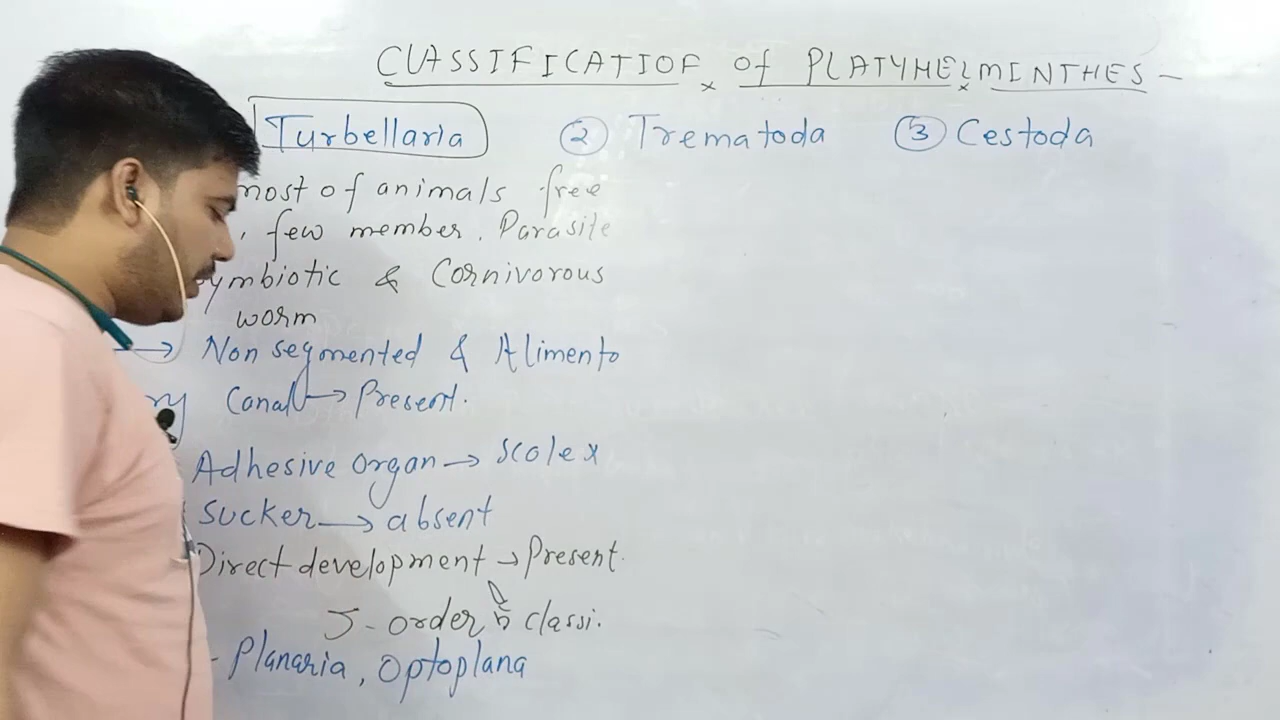 CLASSIFICATIOF of PLATYHELMINTHES -
Turbellaria ② Trematoda ③ Cestoda
most of animals free
, few member. Parasite
ymbiotic & Cornivorous
worm
→ Non segmented & Alimento
ry Canal → Present.
Adhesive organ → scolex
sucker → absent
Direct development → Present.
5 - order classi.
- Planaria, Optoplana